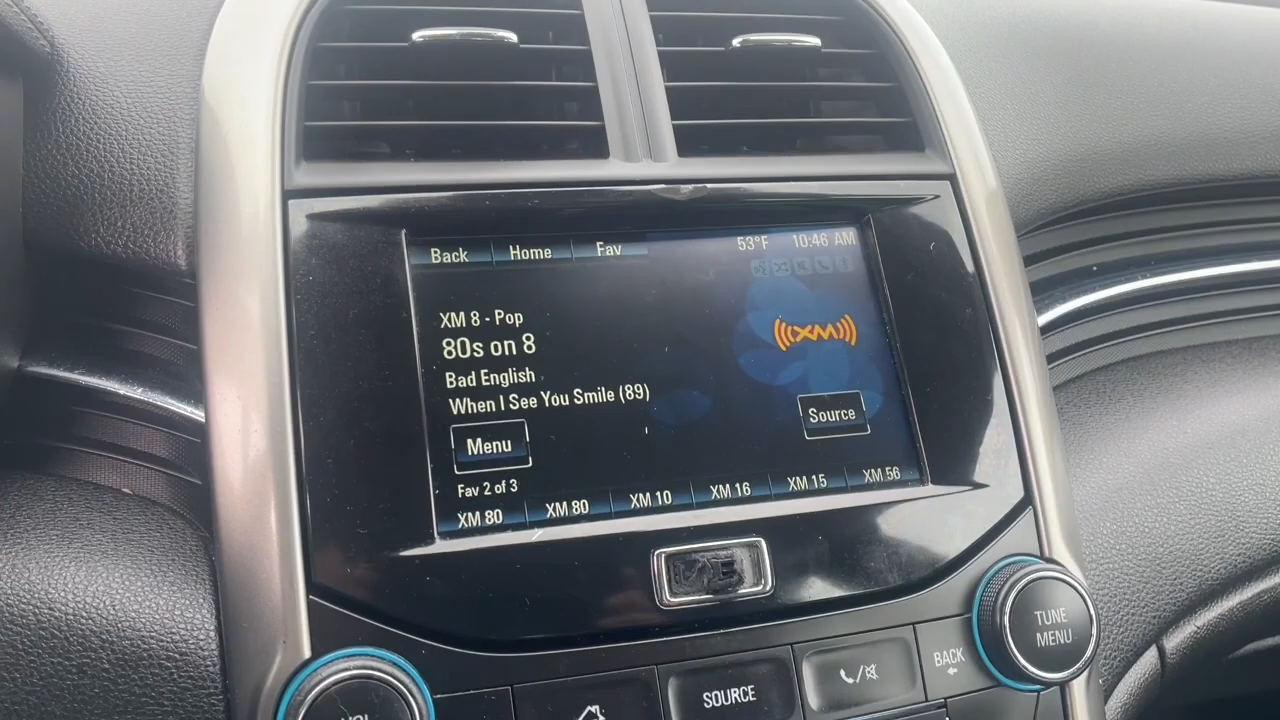 Back Home Fav 53°F 10:46 AM
XM 8 - Pop
80s on 8
((XM))
Bad English
When I See You Smile (89)
Menu
Source
Fav 2 of 3
XM 80 XM 80 XM 10 XM 16 XM 15 XM 56
TUNE
MENU
BACK
SOURCE